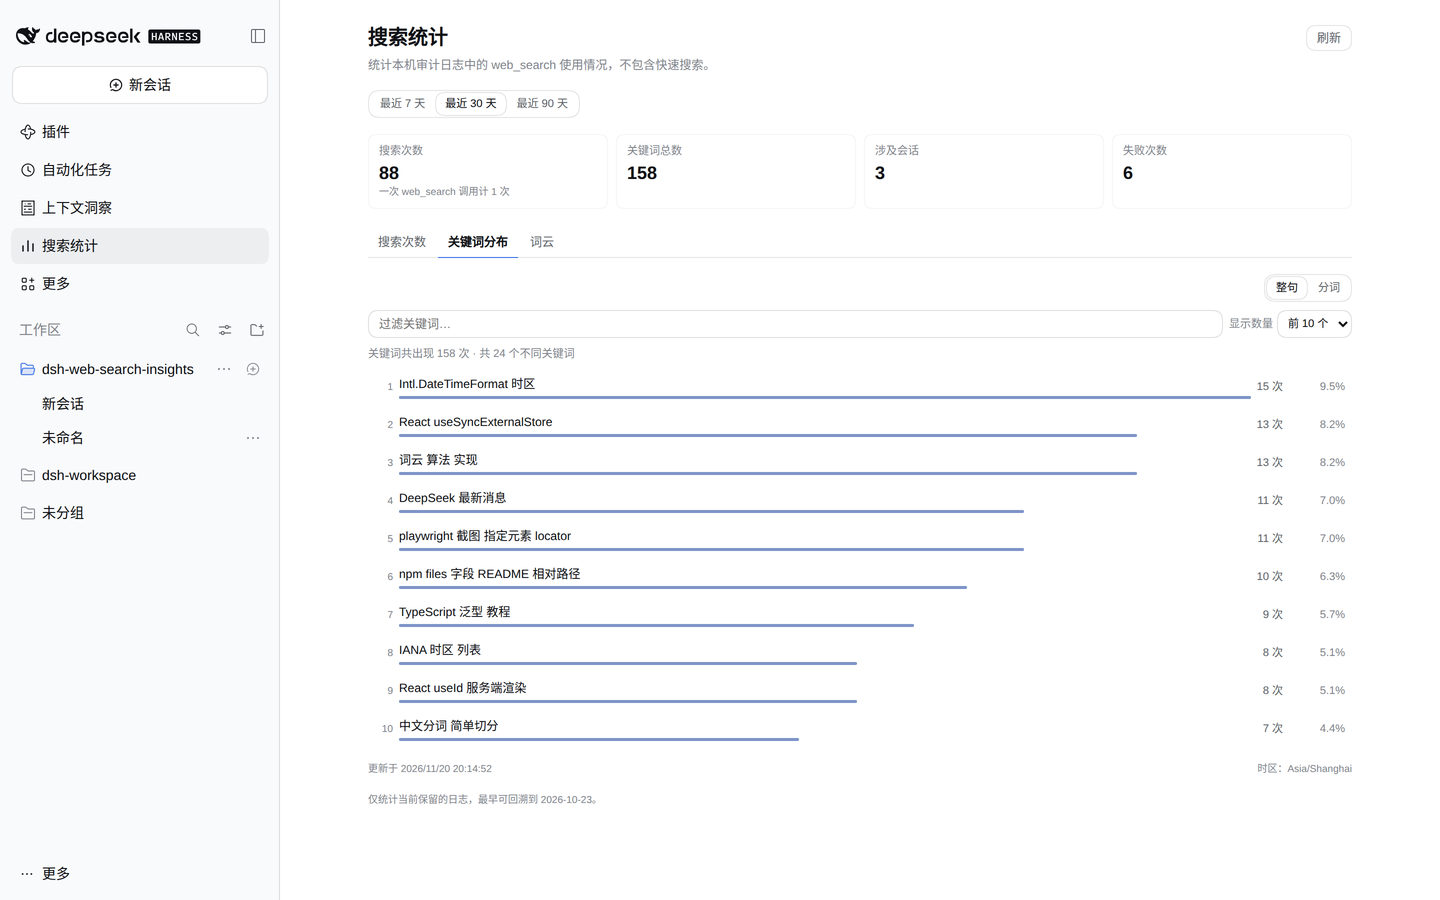 deepseek HARNESS
新会话
插件
自动化任务
上下文洞察
搜索统计
更多
工作区
dsh-web-search-insights
新会话
未命名
dsh-workspace
未分组
更多
搜索统计
刷新
统计本机审计日志中的 web_search 使用情况，不包含快速搜索。
最近 7 天 最近 30 天 最近 90 天
搜索次数
88
一次 web_search 调用计 1 次
关键词总数
158
涉及会话
3
失败次数
6
搜索次数 关键词分布 词云
整句 分词
过滤关键词...
显示数量 前 10 个
关键词共出现 158 次 · 共 24 个不同关键词
1 Intl.DateTimeFormat 时区 15 次 9.5%
2 React useSyncExternalStore 13 次 8.2%
3 词云 算法 实现 13 次 8.2%
4 DeepSeek 最新消息 11 次 7.0%
5 playwright 截图 指定元素 locator 11 次 7.0%
6 npm files 字段 README 相对路径 10 次 6.3%
7 TypeScript 泛型 教程 9 次 5.7%
8 IANA 时区 列表 8 次 5.1%
9 React useId 服务端渲染 8 次 5.1%
10 中文分词 简单切分 7 次 4.4%
更新于 2026/11/20 20:14:52
时区：Asia/Shanghai
仅统计当前保留的日志，最早可回溯到 2026-10-23。